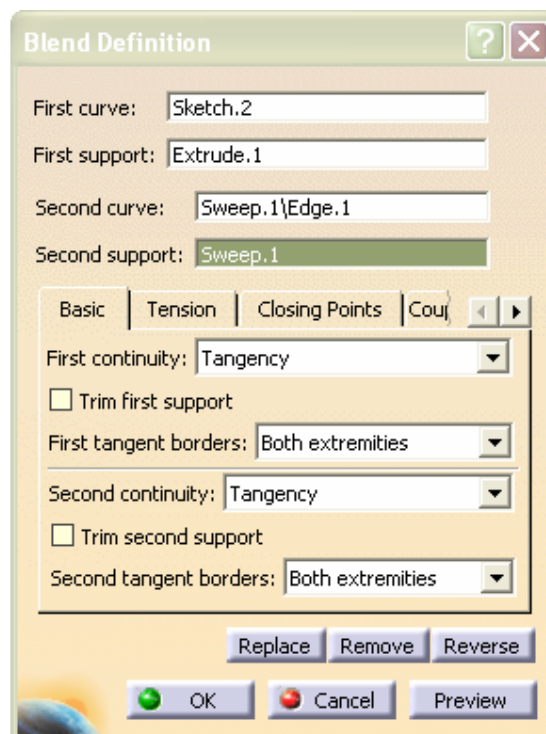 Blend Definition
First curve: Sketch.2
First support: Extrude.1
Second curve: Sweep.1\Edge.1
Second support: Sweep.1
Basic Tension Closing Points Coup
First continuity: Tangency
Trim first support
First tangent borders: Both extremities
Second continuity: Tangency
Trim second support
Second tangent borders: Both extremities
Replace Remove Reverse
OK Cancel Preview